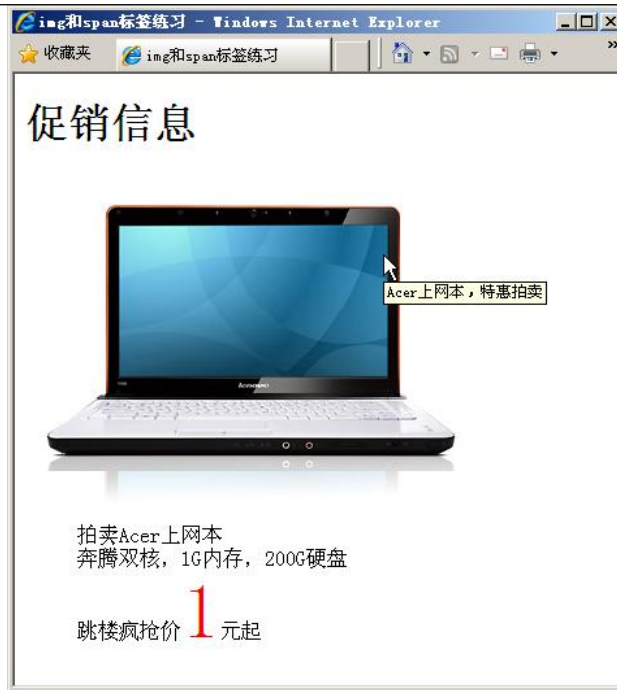 img和span标签练习 - Windows Internet Explorer
收藏夹 img和span标签练习
促销信息
Acer上网本，特惠拍卖
lenovo
拍卖Acer上网本
奔腾双核，1G内存，200G硬盘
跳楼疯抢价 1 元起